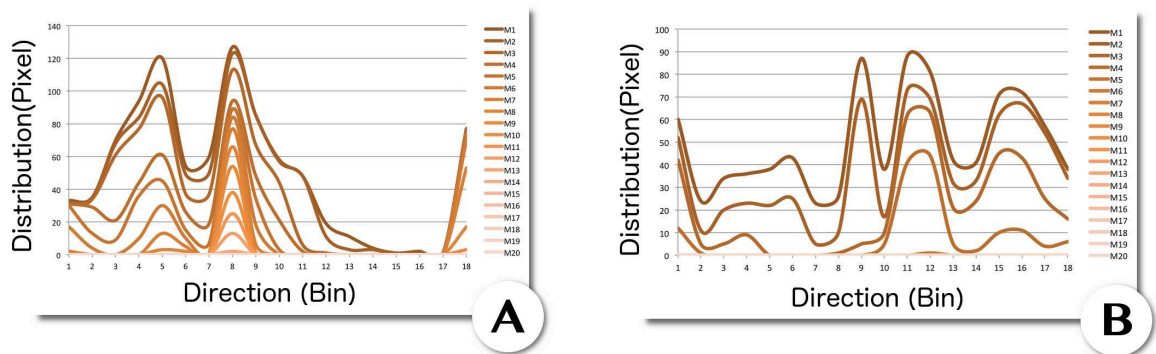 Distribution(Pixel)
140
120
100
80
60
40
20
0
1 2 3 4 5 6 7 8 9 10 11 12 13 14 15 16 17 18
Direction (Bin)
M1
M2
M3
M4
M5
M6
M7
M8
M9
M10
M11
M12
M13
M14
M15
M16
M17
M18
M19
M20
A
Distribution(Pixel)
100
90
80
70
60
50
40
30
20
10
0
1 2 3 4 5 6 7 8 9 10 11 12 13 14 15 16 17 18
Direction (Bin)
M1
M2
M3
M4
M5
M6
M7
M8
M9
M10
M11
M12
M13
M14
M15
M16
M17
M18
M19
M20
B